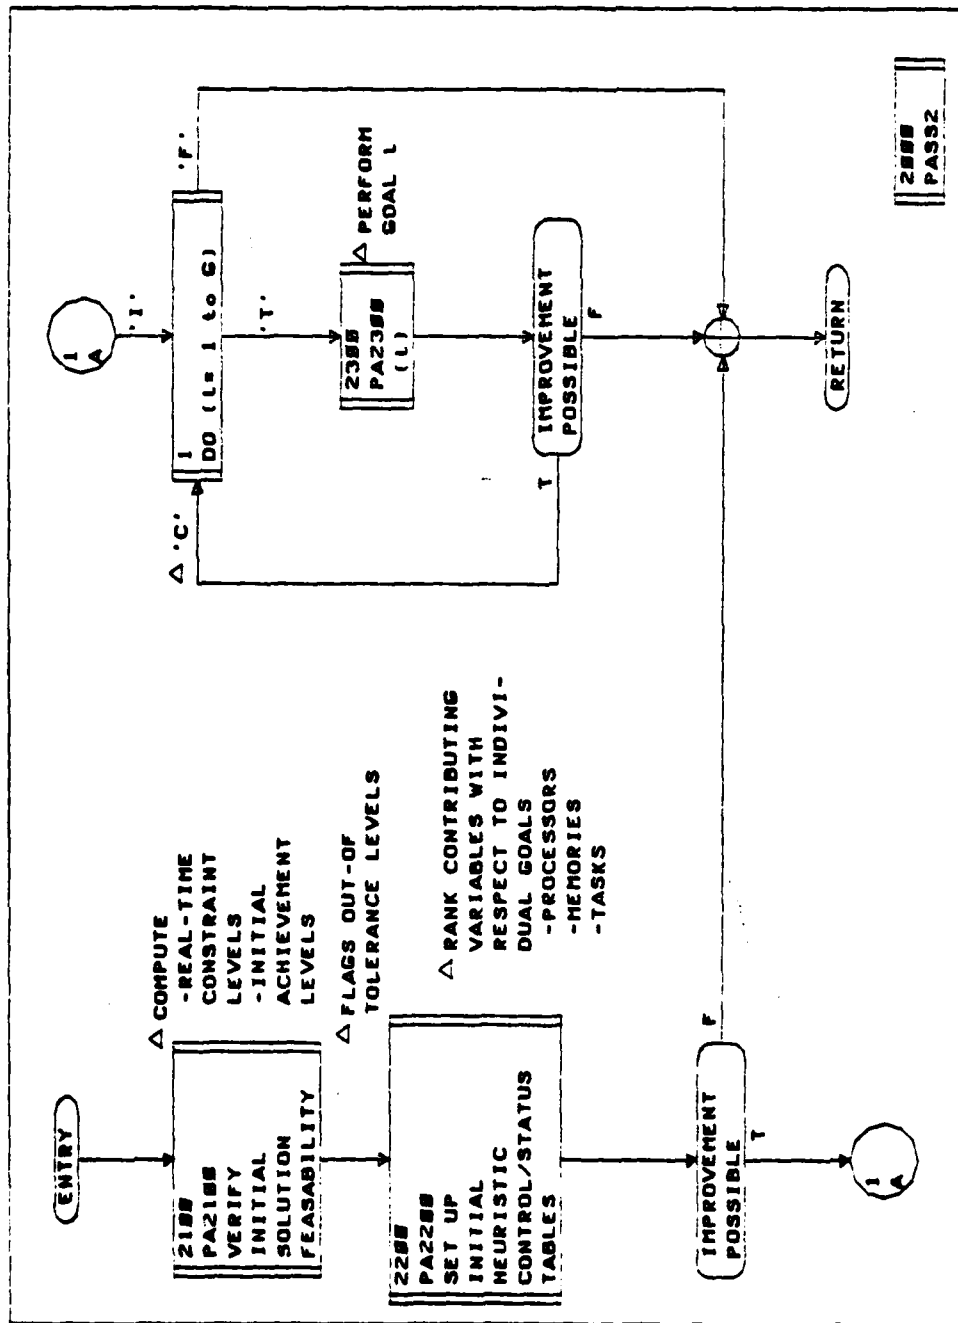 ENTRY
2100
PA2100
VERIFY
INITIAL
SOLUTION
FEASABILITY
△ COMPUTE
-REAL-TIME
CONSTRAINT
LEVELS
-INITIAL
ACHIEVEMENT
LEVELS
△ FLAGS OUT-OF
TOLERANCE LEVELS
2200
PA2200
SET UP
INITIAL
HEURISTIC
CONTROL/STATUS
TABLES
△ RANK CONTRIBUTING
VARIABLES WITH
RESPECT TO INDIVI-
DUAL GOALS
-PROCESSORS
-MEMORIES
-TASKS
IMPROVEMENT
POSSIBLE
F
T
1
A
1
A
'I'
△ 'C'
1
DO (L= 1 to G)
'F'
'T'
2300
PA2300
(L)
△ PERFORM
GOAL L
IMPROVEMENT
POSSIBLE
T
F
RETURN
2000
PASS2